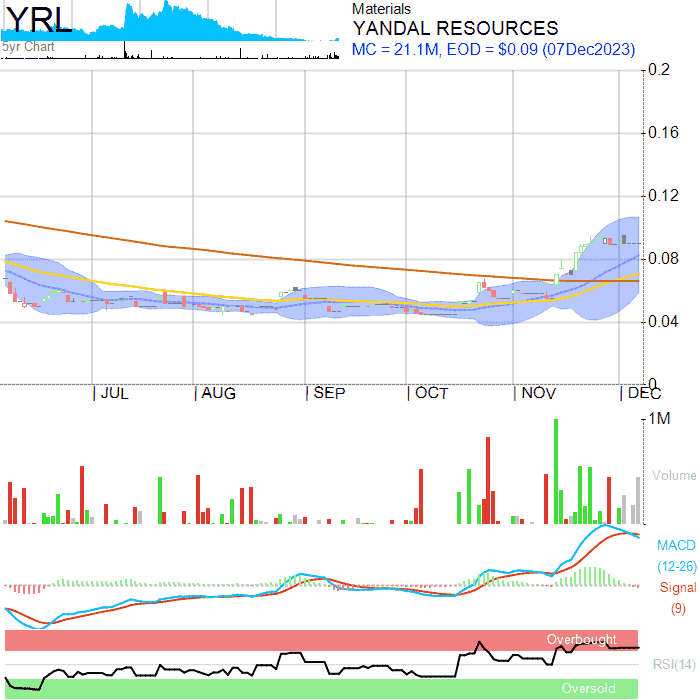 YRL
5yr Chart
Materials
YANDAL RESOURCES
MC = 21.1M, EOD = $0.09 (07Dec2023)
0.2
0.16
0.12
0.08
0.04
0
JUL AUG SEP OCT NOV DEC
1M
Volume
MACD
(12-26)
Signal
(9)
Overbought
RSI(14)
Oversold